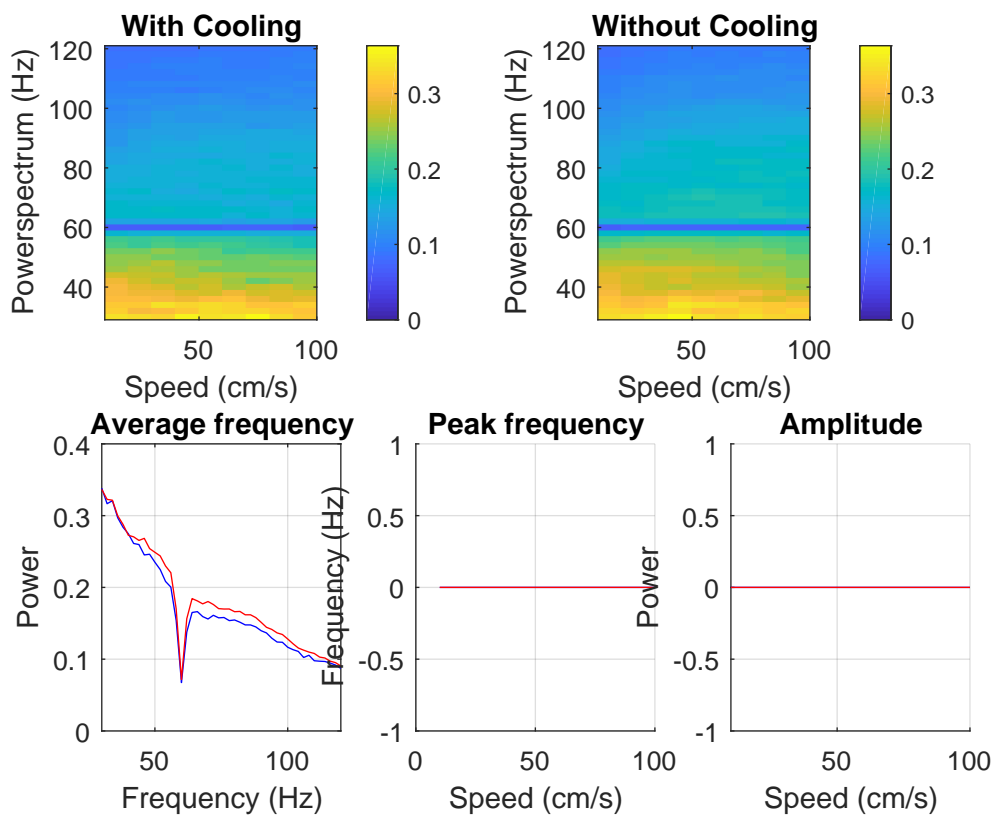 With Cooling
Without Cooling
Powerspectrum (Hz)
120
100
80
60
40
50
100
Speed (cm/s)
0.3
0.2
0.1
0
Powerspectrum (Hz)
120
100
80
60
40
50
100
Speed (cm/s)
0.3
0.2
0.1
0
Average frequency
Peak frequency
Amplitude
Power
0.4
0.3
0.2
0.1
0
50
100
Frequency (Hz)
Frequency (Hz)
1
0.5
0
-0.5
-1
0
50
100
Speed (cm/s)
Power
1
0.5
0
-0.5
-1
50
100
Speed (cm/s)